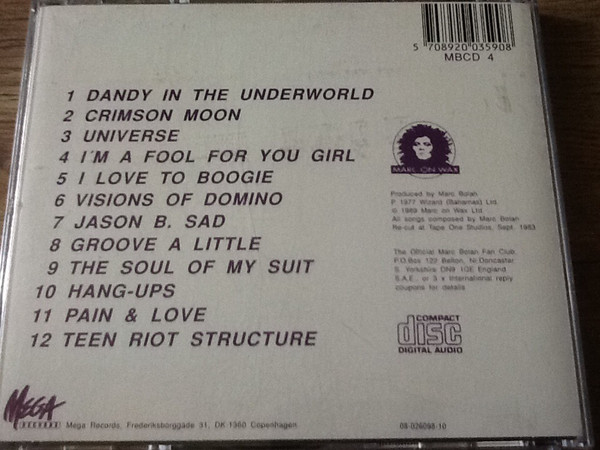 5 708920 035908
MBCD 4
1 DANDY IN THE UNDERWORLD
2 CRIMSON MOON
3 UNIVERSE
4 I'M A FOOL FOR YOU GIRL
5 I LOVE TO BOOGIE
6 VISIONS OF DOMINO
7 JASON B. SAD
8 GROOVE A LITTLE
9 THE SOUL OF MY SUIT
10 HANG-UPS
11 PAIN & LOVE
12 TEEN RIOT STRUCTURE
MARC ON WAX
Produced by Marc Bolan
P. 1977 Wizard (Bahamas) Ltd.
© 1989 Marc on Wax Ltd.
All songs composed by Marc Bolan
Re-cut at Tape One Studios, Sept. 1983
The Official Marc Bolan Fan Club,
P.O.Box 122 Belton, Nr.Doncaster
S. Yorkshire DN9 1QE England
S.A.E. or 3 x International reply
coupons for details
COMPACT
disc
DIGITAL AUDIO
MEGA
RECORDS
Mega Records, Frederiksborggade 31, DK-1360 Copenhagen
08-026098-10